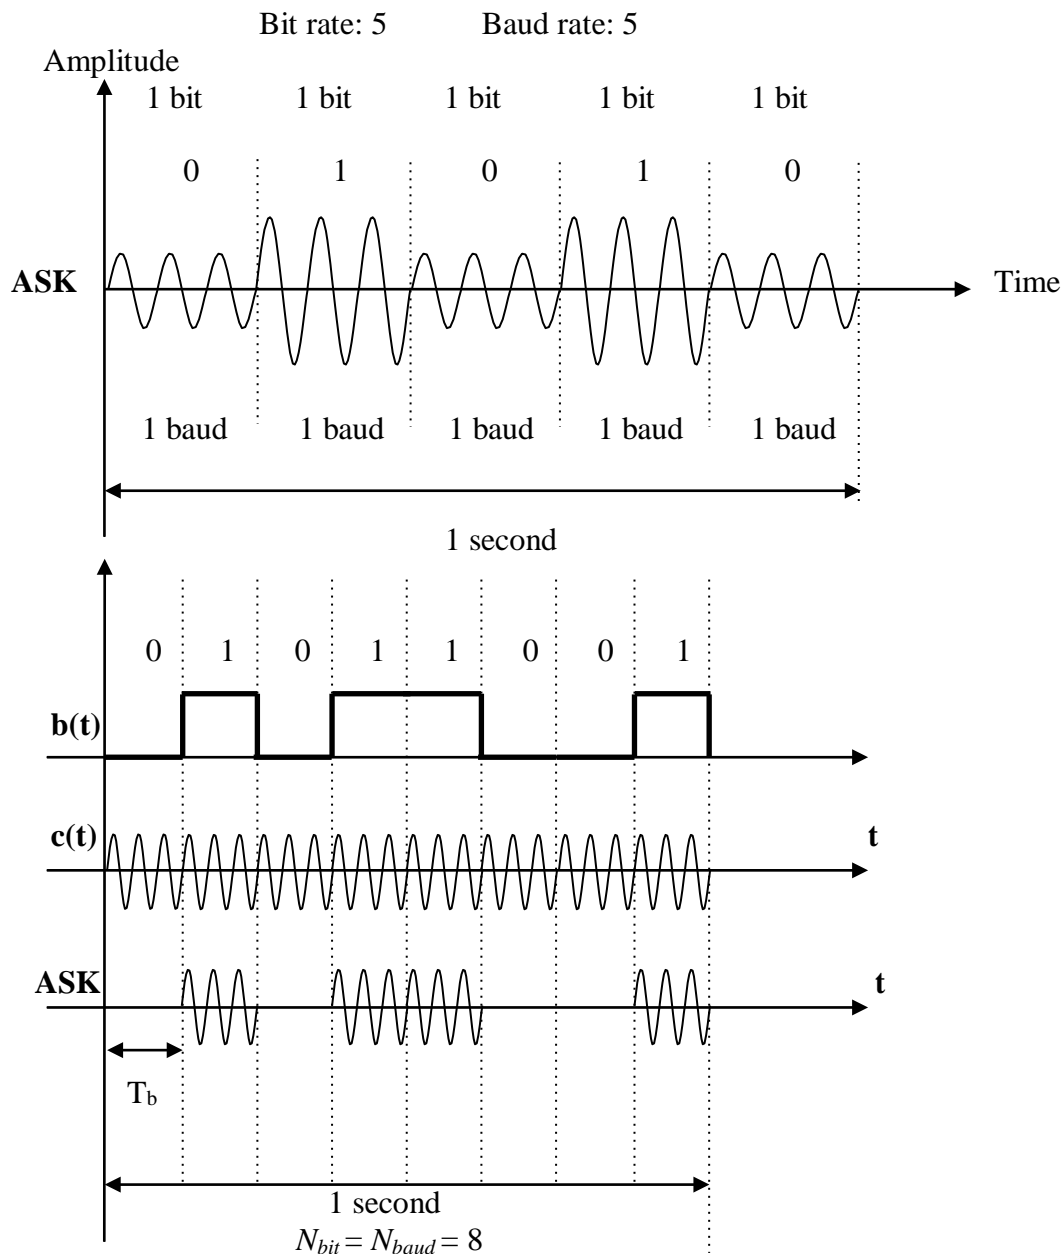 Bit rate: 5 Baud rate: 5
Amplitude
1 bit 1 bit 1 bit 1 bit 1 bit
0 1 0 1 0
ASK Time
1 baud 1 baud 1 baud 1 baud 1 baud
1 second
0 1 0 1 1 0 0 1
b(t)
c(t) t
ASK t
Tb
1 second
Nbit = Nbaud = 8